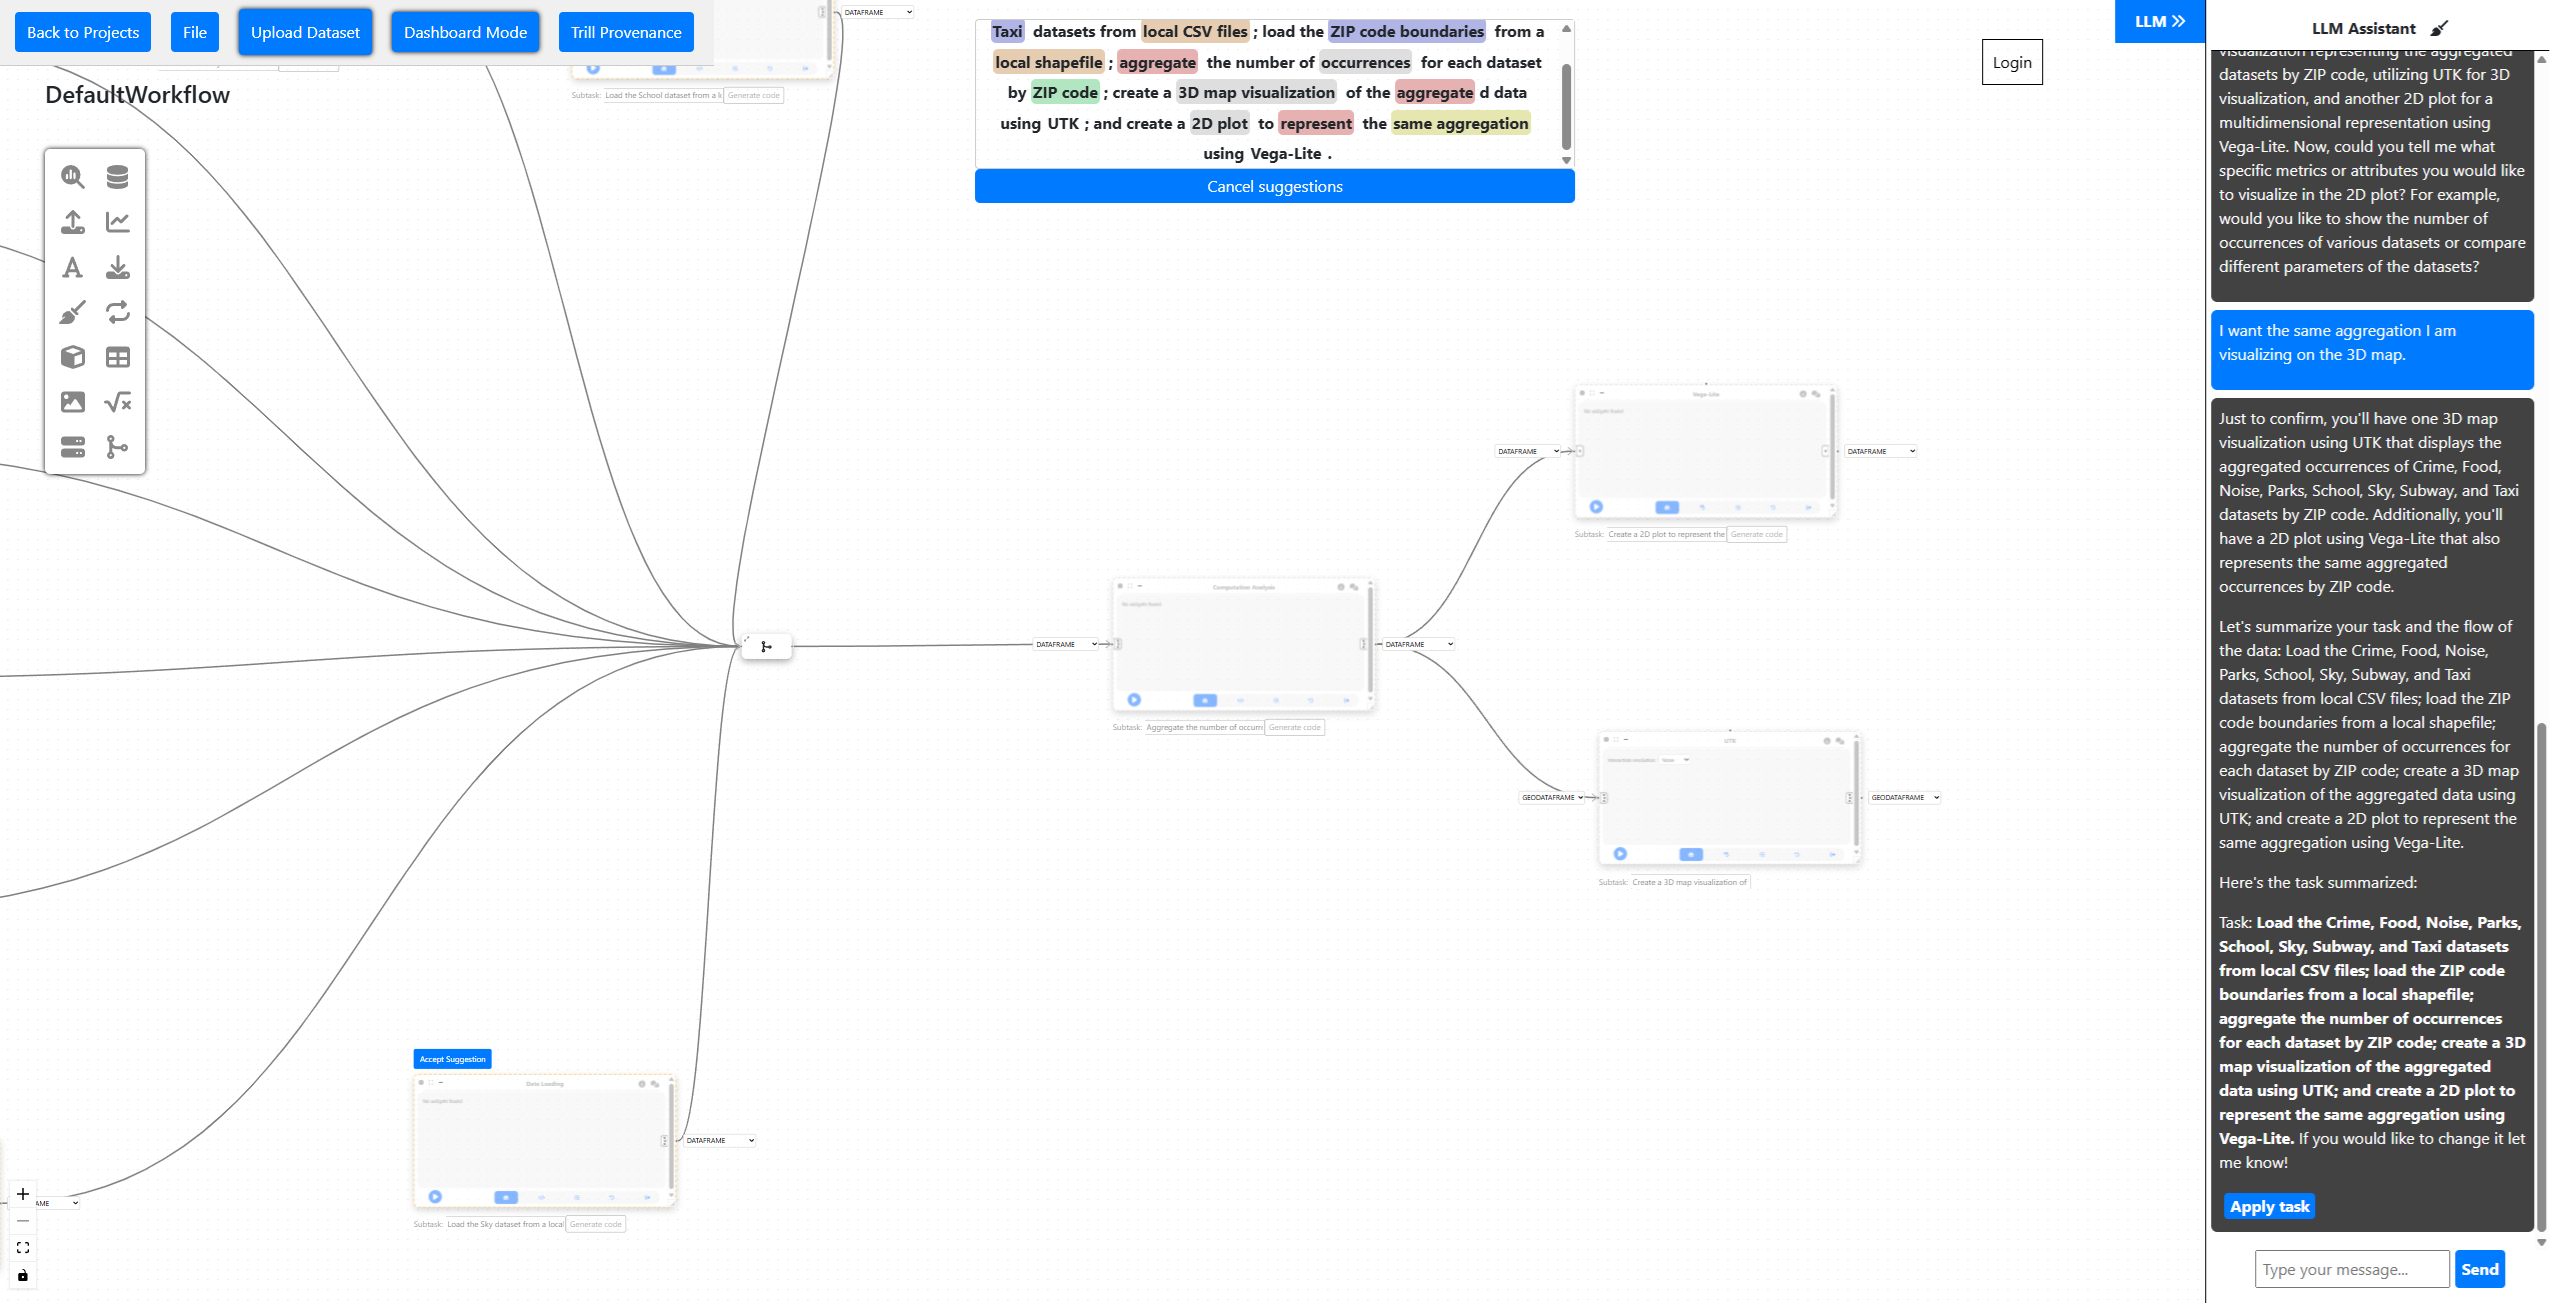 Back to Projects
File
Upload Dataset
Dashboard Mode
Trill Provenance
DefaultWorkflow
DATAFRAME
Subtask: Load the School dataset from a l
Generate code
Taxi datasets from local CSV files ; load the ZIP code boundaries from a
local shapefile ; aggregate the number of occurrences for each dataset
by ZIP code ; create a 3D map visualization of the aggregate d data
using UTK ; and create a 2D plot to represent the same aggregation
using Vega-Lite .
Cancel suggestions
Login
LLM
DATAFRAME
Vega-Lite
No widgets found
DATAFRAME
Subtask: Create a 2D plot to represent the
Generate code
DATAFRAME
Computation Analysis
No widgets found
DATAFRAME
Subtask: Aggregate the number of occurr
Generate code
GEODATAFRAME
UTK
None
GEODATAFRAME
Subtask: Create a 3D map visualization of
Accept Suggestion
Data Loading
No widgets found
DATAFRAME
Subtask: Load the Sky dataset from a local
Generate code
AME
LLM Assistant
visualization representing the aggregated
datasets by ZIP code, utilizing UTK for 3D
visualization, and another 2D plot for a
multidimensional representation using
Vega-Lite. Now, could you tell me what
specific metrics or attributes you would like
to visualize in the 2D plot? For example,
would you like to show the number of
occurrences of various datasets or compare
different parameters of the datasets?
I want the same aggregation I am
visualizing on the 3D map.
Just to confirm, you'll have one 3D map
visualization using UTK that displays the
aggregated occurrences of Crime, Food,
Noise, Parks, School, Sky, Subway, and Taxi
datasets by ZIP code. Additionally, you'll
have a 2D plot using Vega-Lite that also
represents the same aggregated
occurrences by ZIP code.
Let's summarize your task and the flow of
the data: Load the Crime, Food, Noise,
Parks, School, Sky, Subway, and Taxi
datasets from local CSV files; load the ZIP
code boundaries from a local shapefile;
aggregate the number of occurrences for
each dataset by ZIP code; create a 3D map
visualization of the aggregated data using
UTK; and create a 2D plot to represent the
same aggregation using Vega-Lite.
Here's the task summarized:
Task: Load the Crime, Food, Noise, Parks,
School, Sky, Subway, and Taxi datasets
from local CSV files; load the ZIP code
boundaries from a local shapefile;
aggregate the number of occurrences
for each dataset by ZIP code; create a 3D
map visualization of the aggregated
data using UTK; and create a 2D plot to
represent the same aggregation using
Vega-Lite. If you would like to change it let
me know!
Apply task
Type your message...
Send